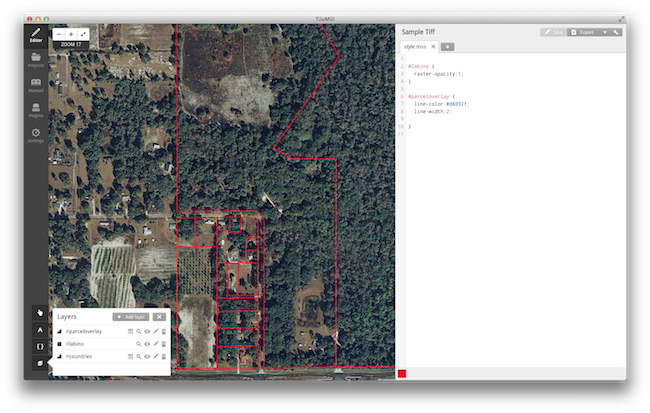 TileMill
Editor
Projects
Manual
Plugins
Settings
ZOOM 17
Sample Tiff
Save
Export
style.mss
1
2 #labins {
3 raster-opacity:1;
4 }
5
6 #parceloverlay {
7 line-color:#d8092f;
8 line-width:2;
9
10 }
11
A
{}
Layers
+ Add layer
#parceloverlay
#labins
#countries